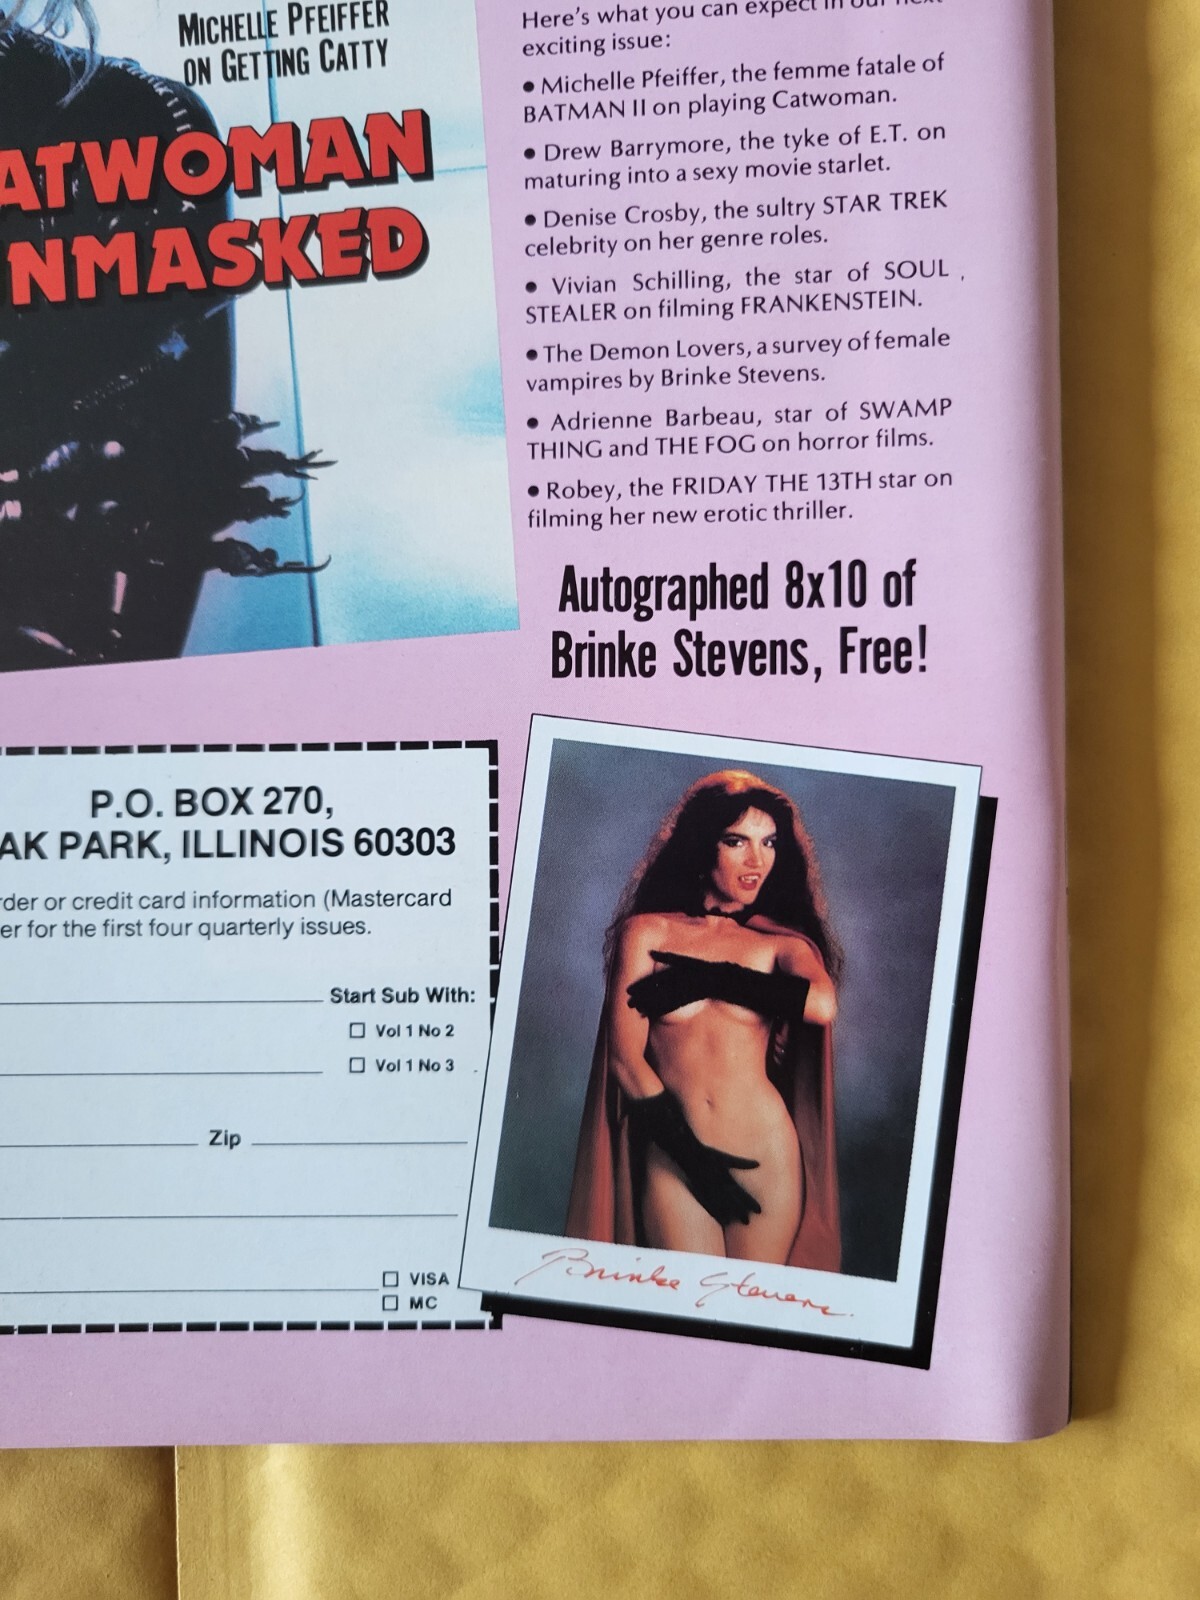 MICHELLE PFEIFFER
ON GETTING CATTY
ATWOMAN
NMASKED
Here's what you can expect in our next
exciting issue:
• Michelle Pfeiffer, the femme fatale of
BATMAN II on playing Catwoman.
• Drew Barrymore, the tyke of E.T. on
maturing into a sexy movie starlet.
• Denise Crosby, the sultry STAR TREK
celebrity on her genre roles.
• Vivian Schilling, the star of SOUL
STEALER on filming FRANKENSTEIN.
• The Demon Lovers, a survey of female
vampires by Brinke Stevens.
• Adrienne Barbeau, star of SWAMP
THING and THE FOG on horror films.
• Robey, the FRIDAY THE 13TH star on
filming her new erotic thriller.
Autographed 8x10 of
Brinke Stevens, Free!
P.O. BOX 270,
AK PARK, ILLINOIS 60303
rder or credit card information (Mastercard
er for the first four quarterly issues.
Start Sub With:
□ Vol 1 No 2
□ Vol 1 No 3
Zip
□ VISA
□ MC
Brinke Stevens